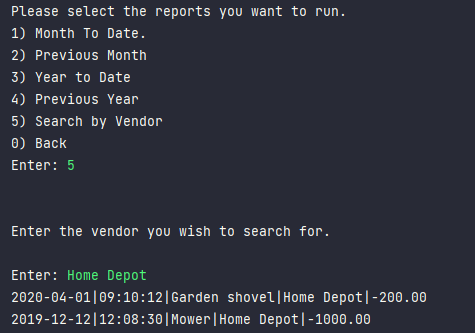 Please select the reports you want to run.
1) Month To Date.
2) Previous Month
3) Year to Date
4) Previous Year
5) Search by Vendor
0) Back
Enter: 5
Enter the vendor you wish to search for.
Enter: Home Depot
2020-04-01|09:10:12|Garden shovel|Home Depot|-200.00
2019-12-12|12:08:30|Mower|Home Depot|-1000.00